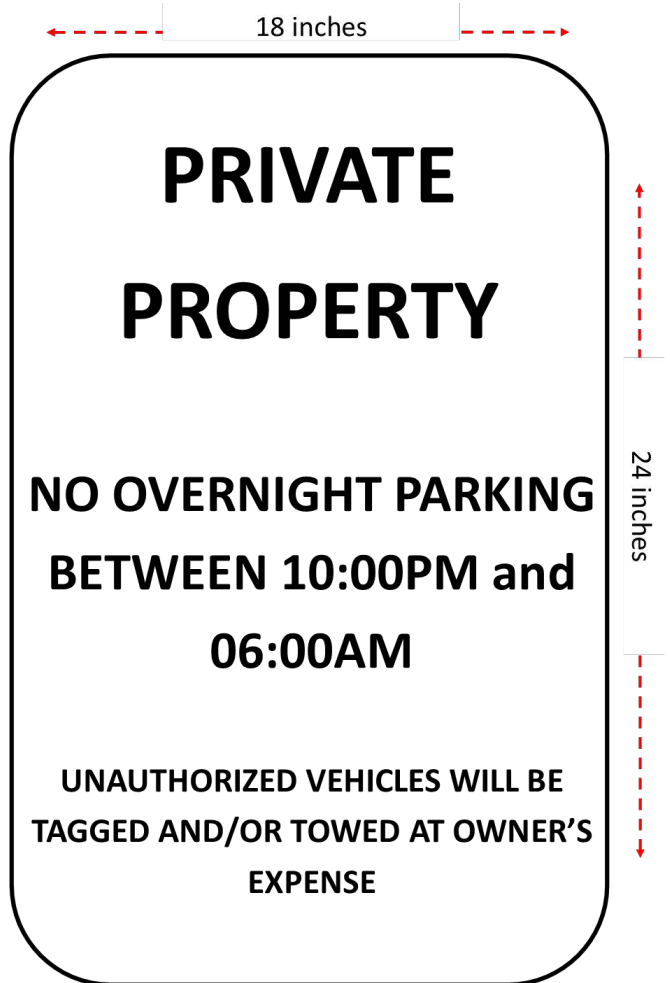 18 inches
PRIVATE
PROPERTY
NO OVERNIGHT PARKING
BETWEEN 10:00PM and
06:00AM
24 inches
UNAUTHORIZED VEHICLES WILL BE
TAGGED AND/OR TOWED AT OWNER’S
EXPENSE